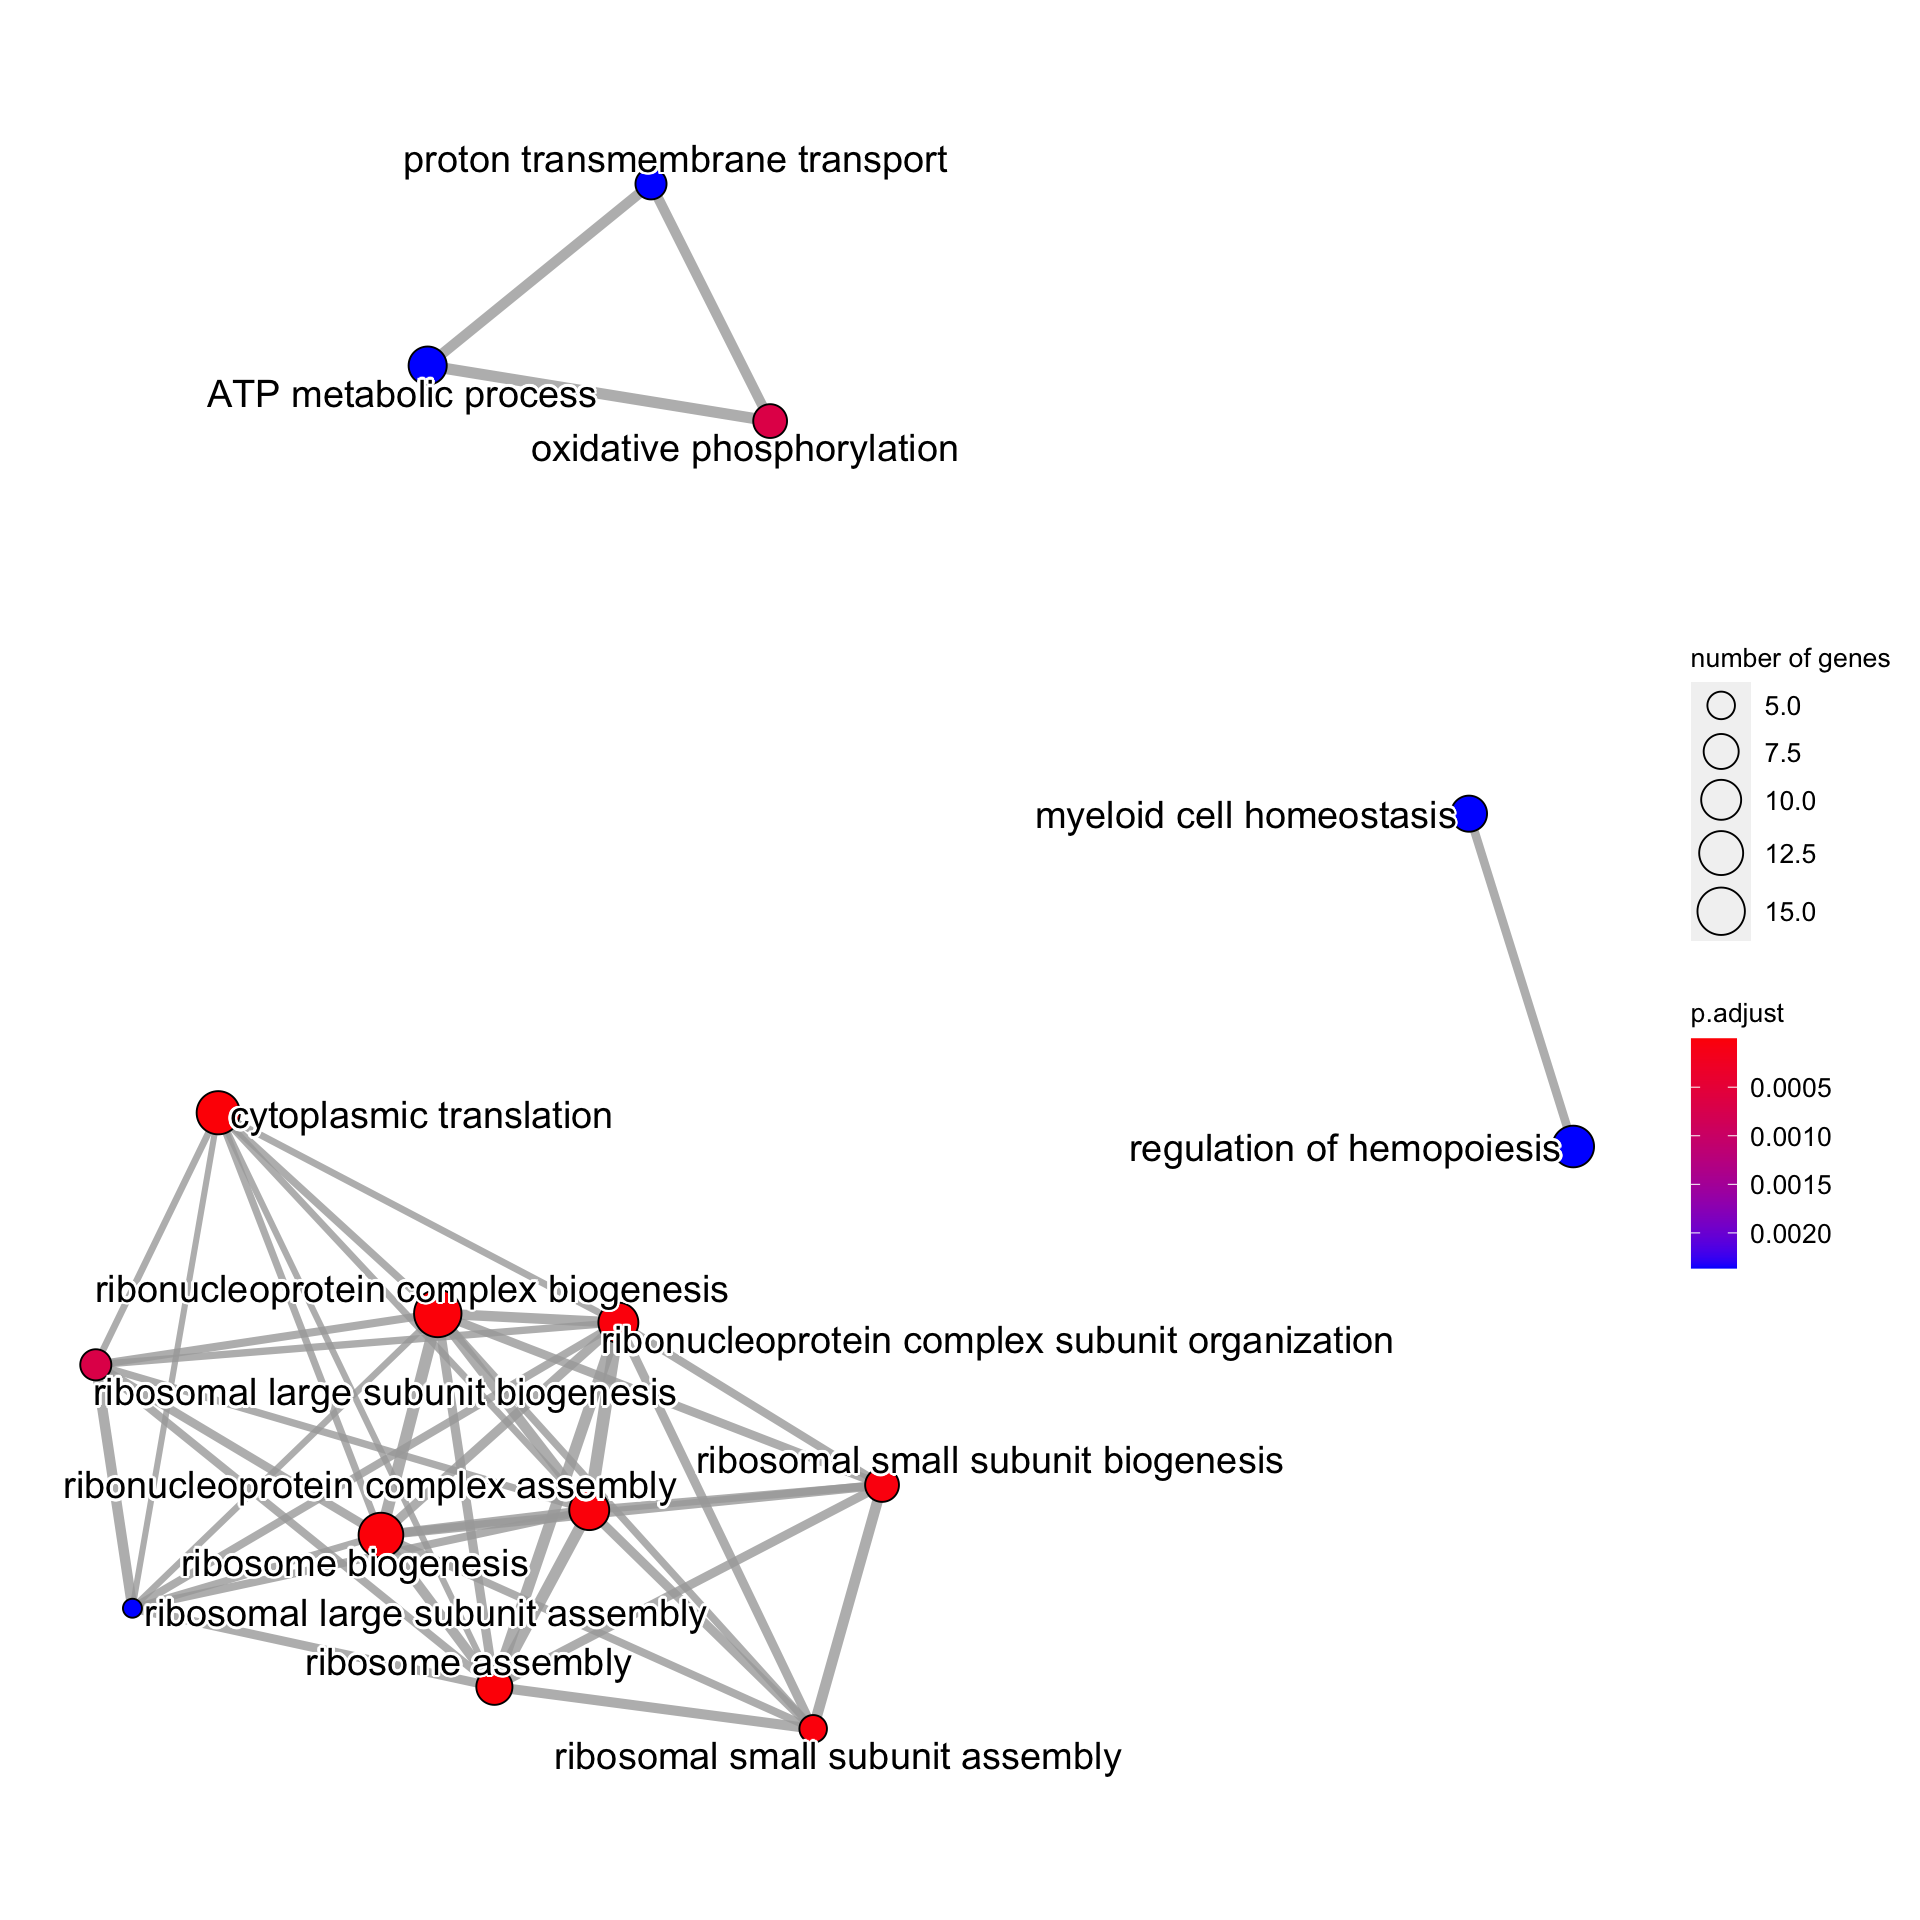 proton transmembrane transport
ATP metabolic process
oxidative phosphorylation
number of genes
5.0
7.5
10.0
12.5
15.0
myeloid cell homeostasis
regulation of hemopoiesis
p.adjust
0.0005
0.0010
0.0015
0.0020
cytoplasmic translation
ribonucleoprotein complex biogenesis
ribonucleoprotein complex subunit organization
ribosomal large subunit biogenesis
ribosomal small subunit biogenesis
ribonucleoprotein complex assembly
ribosome biogenesis
ribosomal large subunit assembly
ribosome assembly
ribosomal small subunit assembly